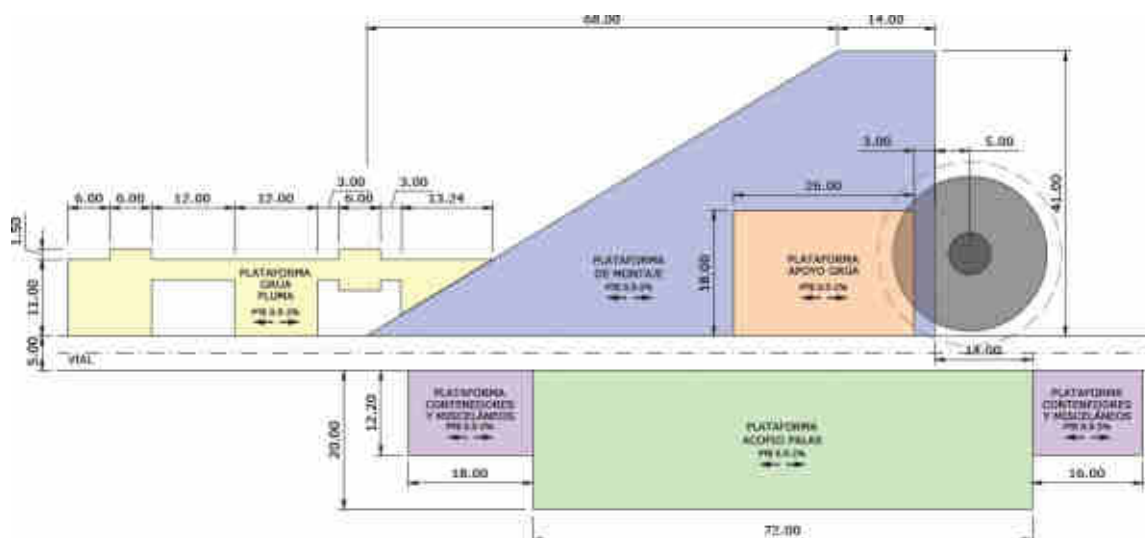 68.00
14.00
3.00
5.00
3.00
3.00
6.00
6.00
12.00
12.00
6.00
13.24
26.00
41.00
1.50
11.00
5.00
18.00
PLATAFORMA
GRUA
PLUMA
PLATAFORMA
DE MONTAJE
PLATAFORMA
APOYO GRÚA
VIAL
14.00
PLATAFORMA
CONTENEDORES
Y MISCELÁNEOS
PLATAFORMA
ACOPIO PALAS
PLATAFORMA
CONTENEDORES
Y MISCELÁNEOS
20.00
12.20
18.00
16.00
72.00